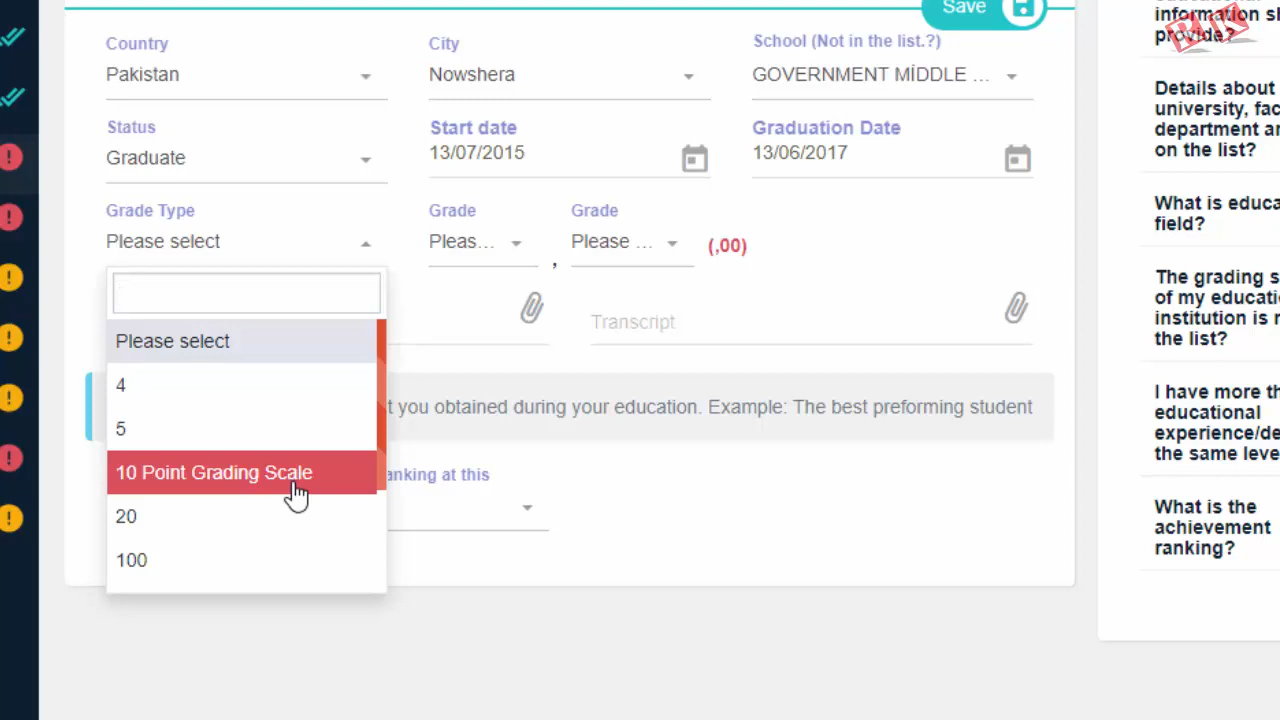 Save
Country
City
School (Not in the list.?)
Pakistan
Nowshera
GOVERNMENT MİDDLE ...
Status
Start date
Graduation Date
Graduate
13/07/2015
13/06/2017
Grade Type
Grade
Grade
Please select
Pleas...
,
Please ...
(,00)
Please select
4
5
10 Point Grading Scale
20
100
Transcript
t you obtained during your education. Example: The best preforming student
anking at this
information s
provide?
RK
Details about
university, fac
department a
on the list?
What is educa
field?
The grading s
of my educati
institution is r
the list?
I have more th
educational
experience/de
the same leve
What is the
achievement
ranking?